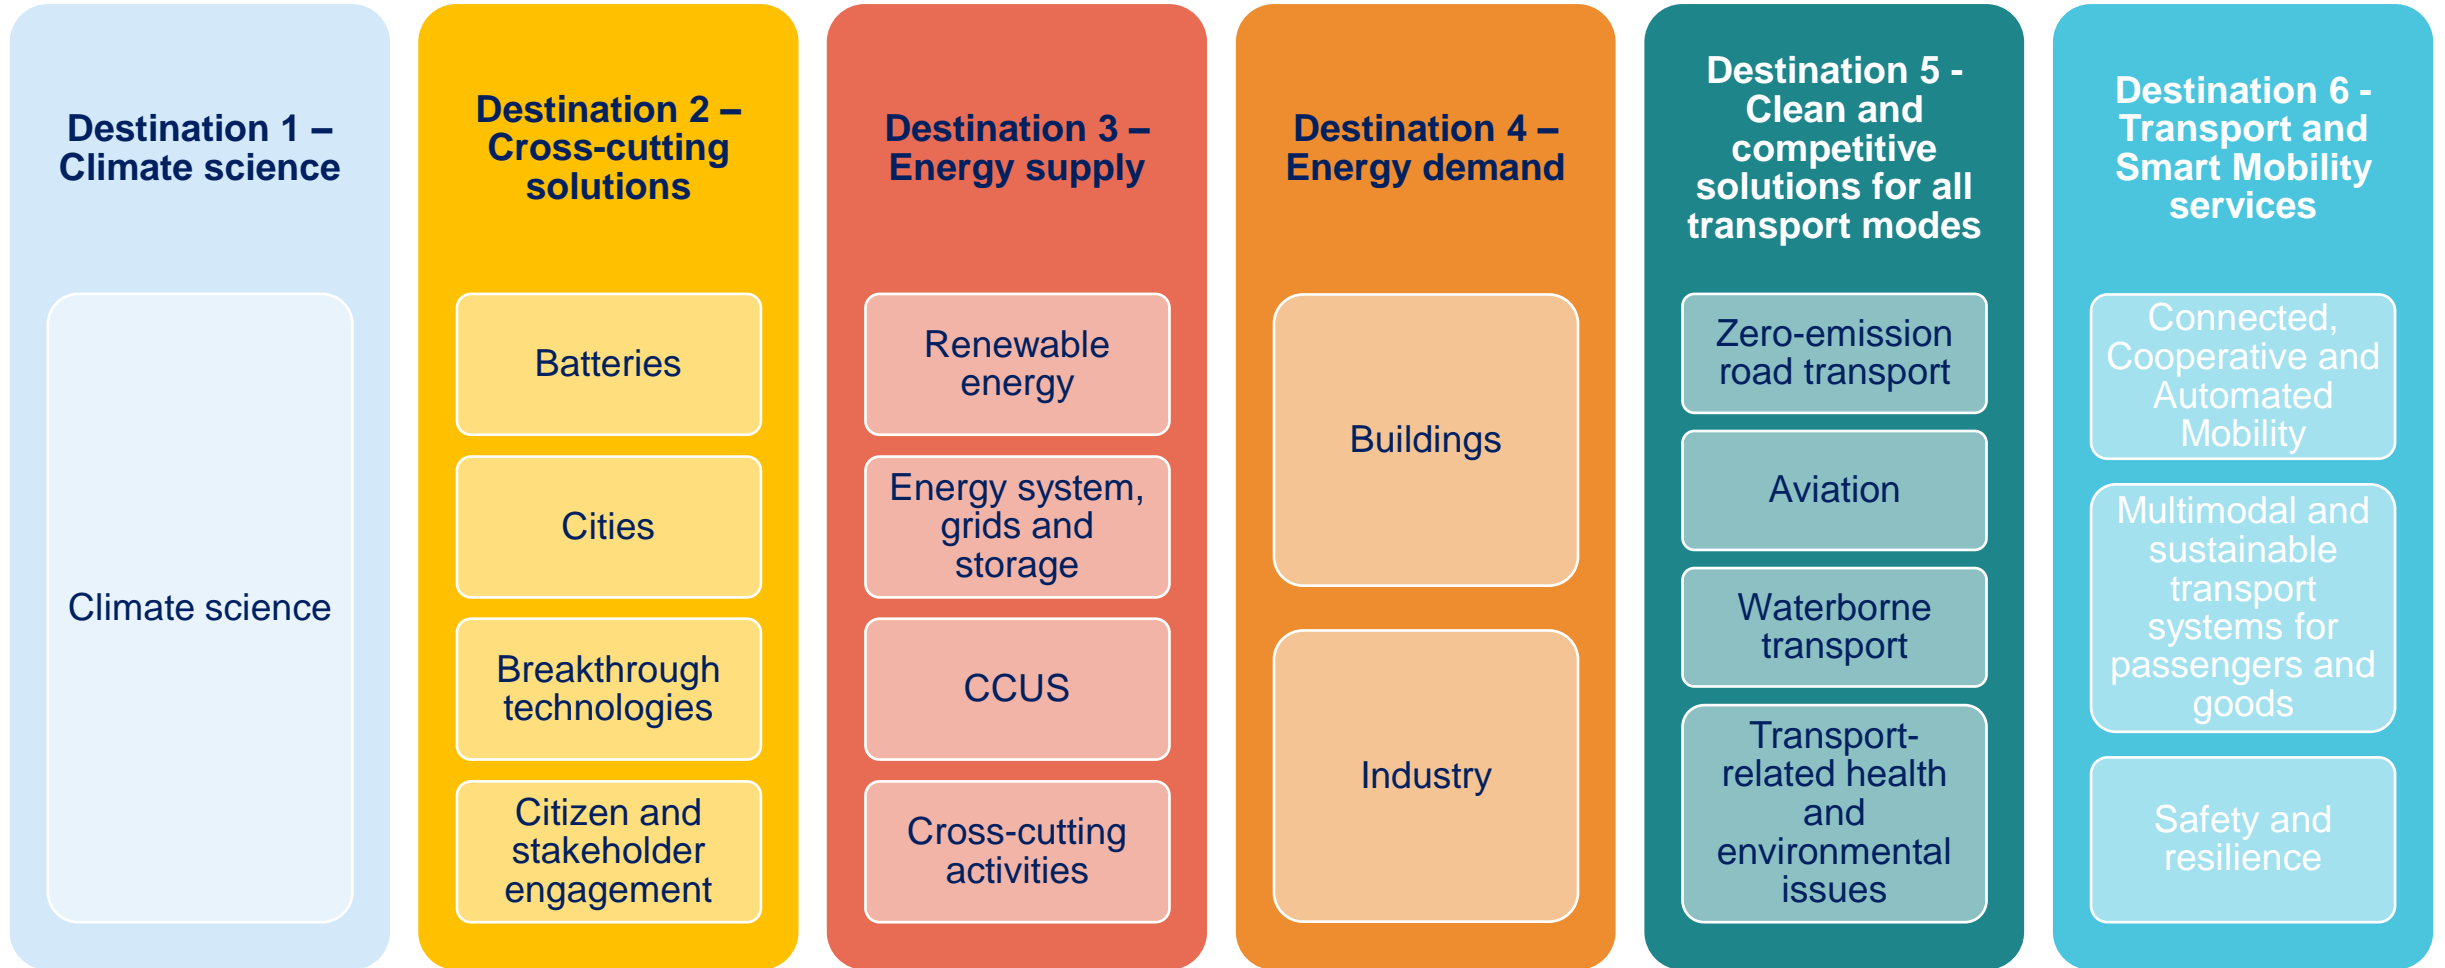 Destination 1 –
Climate science
Climate science
Destination 2 –
Cross-cutting
solutions
Batteries
Cities
Breakthrough
technologies
Citizen and
stakeholder
engagement
Destination 3 –
Energy supply
Renewable
energy
Energy system,
grids and
storage
CCUS
Cross-cutting
activities
Destination 4 –
Energy demand
Buildings
Industry
Destination 5 -
Clean and
competitive
solutions for all
transport modes
Zero-emission
road transport
Aviation
Waterborne
transport
Transport-
related health
and
environmental
issues
Destination 6 -
Transport and
Smart Mobility
services
Connected,
Cooperative and
Automated
Mobility
Multimodal and
sustainable
transport
systems for
passengers and
goods
Safety and
resilience